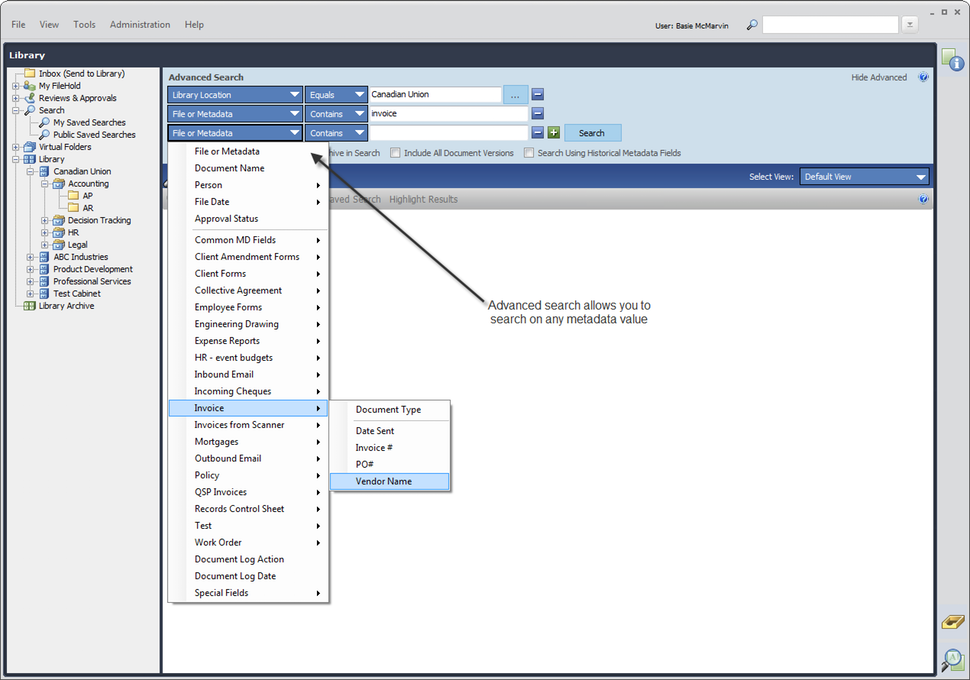 File View Tools Administration Help
User: Basie McMarvin
Library
Inbox (Send to Library)
My FileHold
Reviews & Approvals
Search
My Saved Searches
Public Saved Searches
Virtual Folders
Library
Canadian Union
Accounting
AP
AR
Decision Tracking
HR
Legal
ABC Industries
Product Development
Professional Services
Test Cabinet
Library Archive
Advanced Search
Hide Advanced
Library Location Equals Canadian Union ...
File or Metadata Contains invoice
File or Metadata Contains Search
hive in Search Include All Document Versions Search Using Historical Metadata Fields
Select View: Default View
aved Search Highlight Results
File or Metadata
Document Name
Person
File Date
Approval Status
Common MD Fields
Client Amendment Forms
Client Forms
Collective Agreement
Employee Forms
Engineering Drawing
Expense Reports
HR - event budgets
Inbound Email
Incoming Cheques
Invoice
Invoices from Scanner
Mortgages
Outbound Email
Policy
QSP Invoices
Records Control Sheet
Test
Work Order
Document Log Action
Document Log Date
Special Fields
Document Type
Date Sent
Invoice #
PO#
Vendor Name
Advanced search allows you to
search on any metadata value